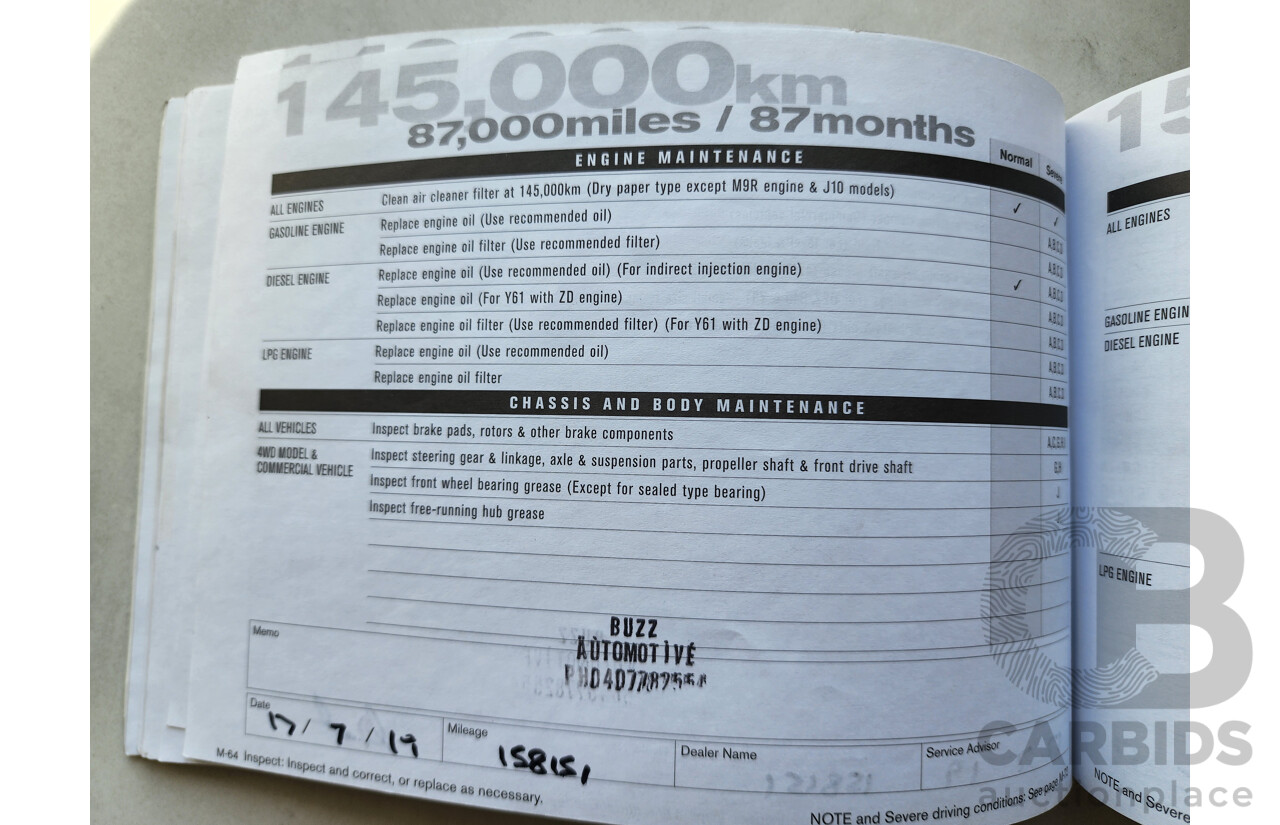 145,000km
87,000miles / 87months
ENGINE MAINTENANCE
Normal
Severe
ALL ENGINES
Clean air cleaner filter at 145,000km (Dry paper type except M9R engine & J10 models)
✓ ✓
GASOLINE ENGINE
Replace engine oil (Use recommended oil)
A,B,C,D
Replace engine oil filter (Use recommended filter)
A,B,C,D
DIESEL ENGINE
Replace engine oil (Use recommended oil) (For indirect injection engine)
✓ A,B,C,D
Replace engine oil (For Y61 with ZD engine)
A,B,C,D
Replace engine oil filter (Use recommended filter) (For Y61 with ZD engine)
A,B,C,D
LPG ENGINE
Replace engine oil (Use recommended oil)
A,B,C,D
Replace engine oil filter
A,B,C,D
CHASSIS AND BODY MAINTENANCE
ALL VEHICLES
Inspect brake pads, rotors & other brake components
A,C,G,H,I
4WD MODEL &
COMMERCIAL VEHICLE
Inspect steering gear & linkage, axle & suspension parts, propeller shaft & front drive shaft
G,H
Inspect front wheel bearing grease (Except for sealed type bearing)
J
Inspect free-running hub grease
BUZZ
AUTOMOTIVE
Memo
Date
17/7/19
Mileage
158151
Dealer Name
Service Advisor
M-64 Inspect: Inspect and correct, or replace as necessary.
NOTE and Severe driving conditions: See page
15
ALL ENGINES
GASOLINE ENGIN
DIESEL ENGINE
LPG ENGINE
NOTE and Severe
CARBIDS
auctionplace